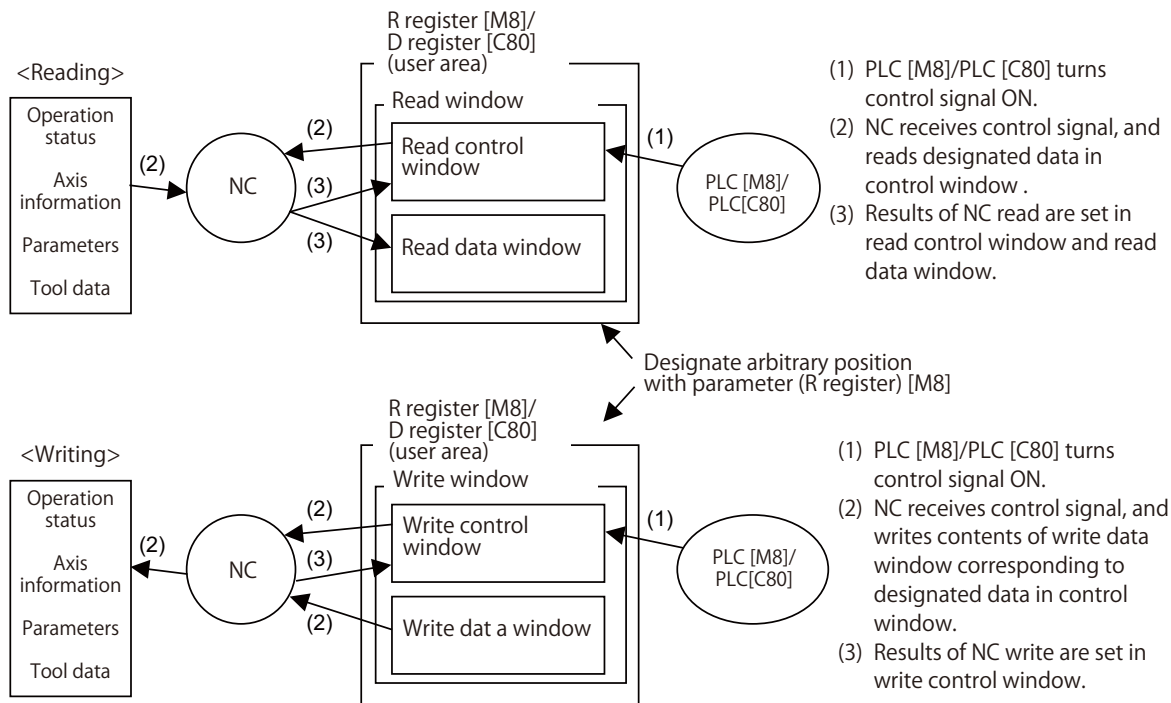 R register [M8]/
D register [C80]
(user area)
<Reading>
Operation
status
Axis
information
Parameters
Tool data
(2)
NC
(2)
(3)
(3)
Read window
Read control
window
Read data window
(1)
PLC [M8]/
PLC[C80]
(1) PLC [M8]/PLC [C80] turns
control signal ON.
(2) NC receives control signal, and
reads designated data in
control window .
(3) Results of NC read are set in
read control window and read
data window.
Designate arbitrary position
with parameter (R register) [M8]
R register [M8]/
D register [C80]
(user area)
<Writing>
Operation
status
Axis
information
Parameters
Tool data
(2)
NC
(2)
(3)
(2)
Write window
Write control
window
Write dat a window
(1)
PLC [M8]/
PLC[C80]
(1) PLC [M8]/PLC [C80] turns
control signal ON.
(2) NC receives control signal, and
writes contents of write data
window corresponding to
designated data in control
window.
(3) Results of NC write are set in
write control window.